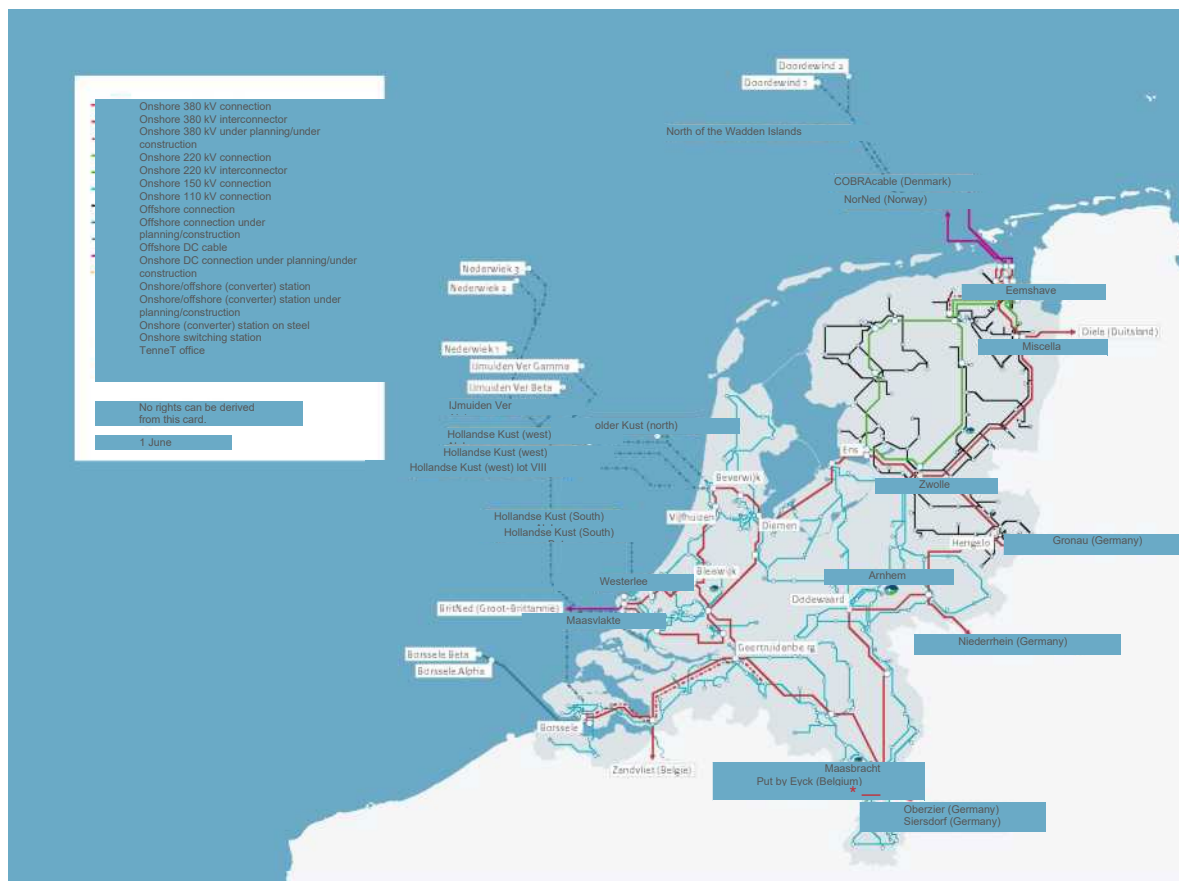 Onshore 380 kV connection
Onshore 380 kV interconnector
Onshore 380 kV under planning/under
construction
Onshore 220 kV connection
Onshore 220 kV interconnector
Onshore 150 kV connection
Onshore 110 kV connection
Offshore connection
Offshore connection under
planning/construction
Offshore DC cable
Onshore DC connection under planning/under
construction
Onshore/offshore (converter) station
Onshore/offshore (converter) station under
planning/construction
Onshore (converter) station on steel
Onshore switching station
TenneT office
No rights can be derived
from this card.
1 June
Doordewind 2
Doordewind 1
North of the Wadden Islands
COBRAcable (Denmark)
NorNed (Norway)
Nederwiek 3
Nederwiek 2
Eemshave
Diele (Duitsland)
Miscella
Nederwiek 1
IJmuiden Ver Gamma
IJmuiden Ver Beta
IJmuiden Ver
older Kust (north)
Hollandse Kust (west)
Hollandse Kust (west)
Hollandse Kust (west) lot VIII
Ens
Zwolle
Beverwijk
Hollandse Kust (South)
Vijfhuizen
Diemen
Hollandse Kust (South)
Hengelo
Gronau (Germany)
Bleiswijk
Westerlee
Arnhem
BritNed (Groot-Brittannie)
Dodewaard
Maasvlakte
Niederrhein (Germany)
Geertruidenberg
Borssele Beta
Borssele Alpha
Borssele
Zandvliet (Belgie)
Maasbracht
Put by Eyck (Belgium)
Oberzier (Germany)
Siersdorf (Germany)